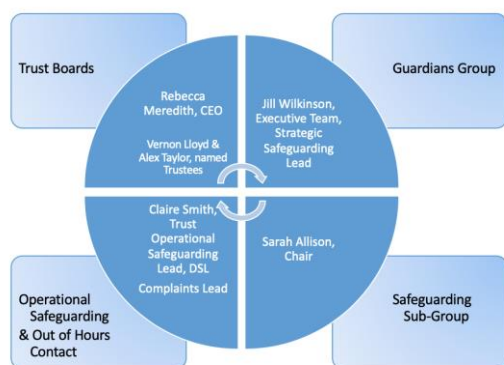 Trust Boards
Rebecca
Meredith, CEO
Vernon Lloyd &
Alex Taylor, named
Trustees
Guardians Group
Jill Wilkinson,
Executive Team,
Strategic
Safeguarding
Lead
Claire Smith, Trust
Operational
Safeguarding
Lead, DSL
Complaints Lead
Operational
Safeguarding
& Out of Hours
Contact
Sarah Allison,
Chair
Safeguarding
Sub-Group